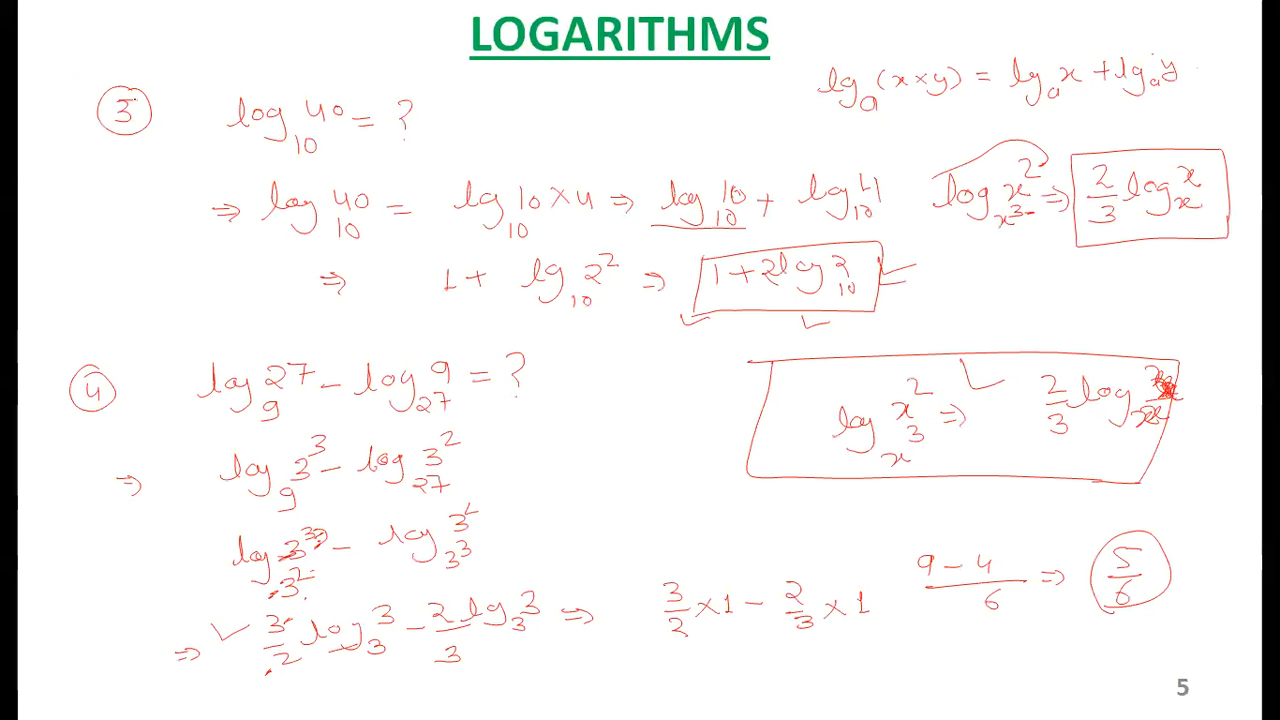 LOGARITHMS
log_a (x × y) = log_a x + log_a y
3 log_10 40 = ?
⇒ log_10 40 = log_10 10 × 4 ⇒ log_10 10 + log_10 4
log_{x^3} x^2 ⇒ 2/3 log_x x
⇒ 1 + log_10 2^2 ⇒ 1 + 2 log_10 2
4 log_9 27 - log_27 9 = ?
log_{x^3} x^2 ⇒ 2/3 log_x x
⇒ log_9 3^3 - log_27 3^2
log_{3^2} 3^3 - log_{3^3} 3^2
⇒ 3/2 log_3 3 - 2/3 log_3 3 ⇒ 3/2 × 1 - 2/3 × 1
9 - 4 / 6 ⇒ 5/6
5